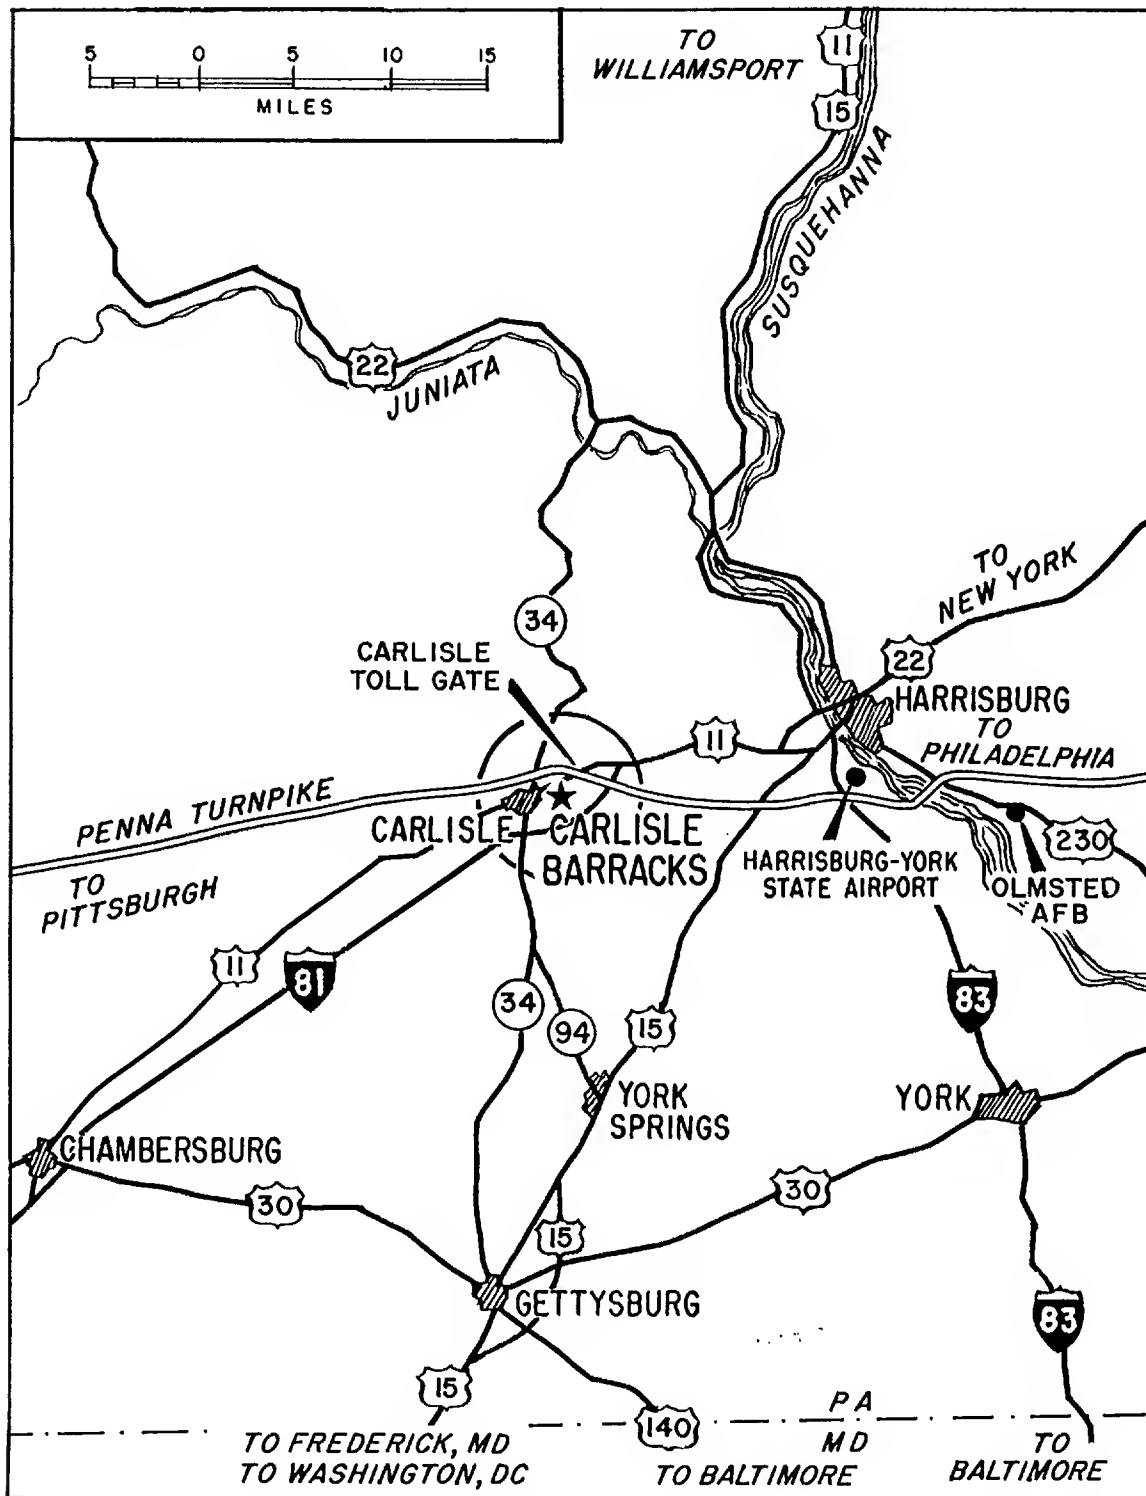 5 0 5 10 15
MILES
TO
WILLIAMSPORT
11
15
SUSQUEHANNA
22
JUNIATA
TO
NEW YORK
34
CARLISLE
TOLL GATE
22
HARRISBURG
11
TO
PHILADELPHIA
PENNA TURNPIKE
CARLISLE
CARLISLE
BARRACKS
HARRISBURG-YORK
STATE AIRPORT
230
OLMSTED
AFB
TO
PITTSBURGH
11
81
34
94
15
83
YORK
SPRINGS
YORK
CHAMBERSBURG
30
30
15
GETTYSBURG
83
15
140
PA
MD
TO FREDERICK, MD
TO WASHINGTON, DC
TO BALTIMORE
TO
BALTIMORE